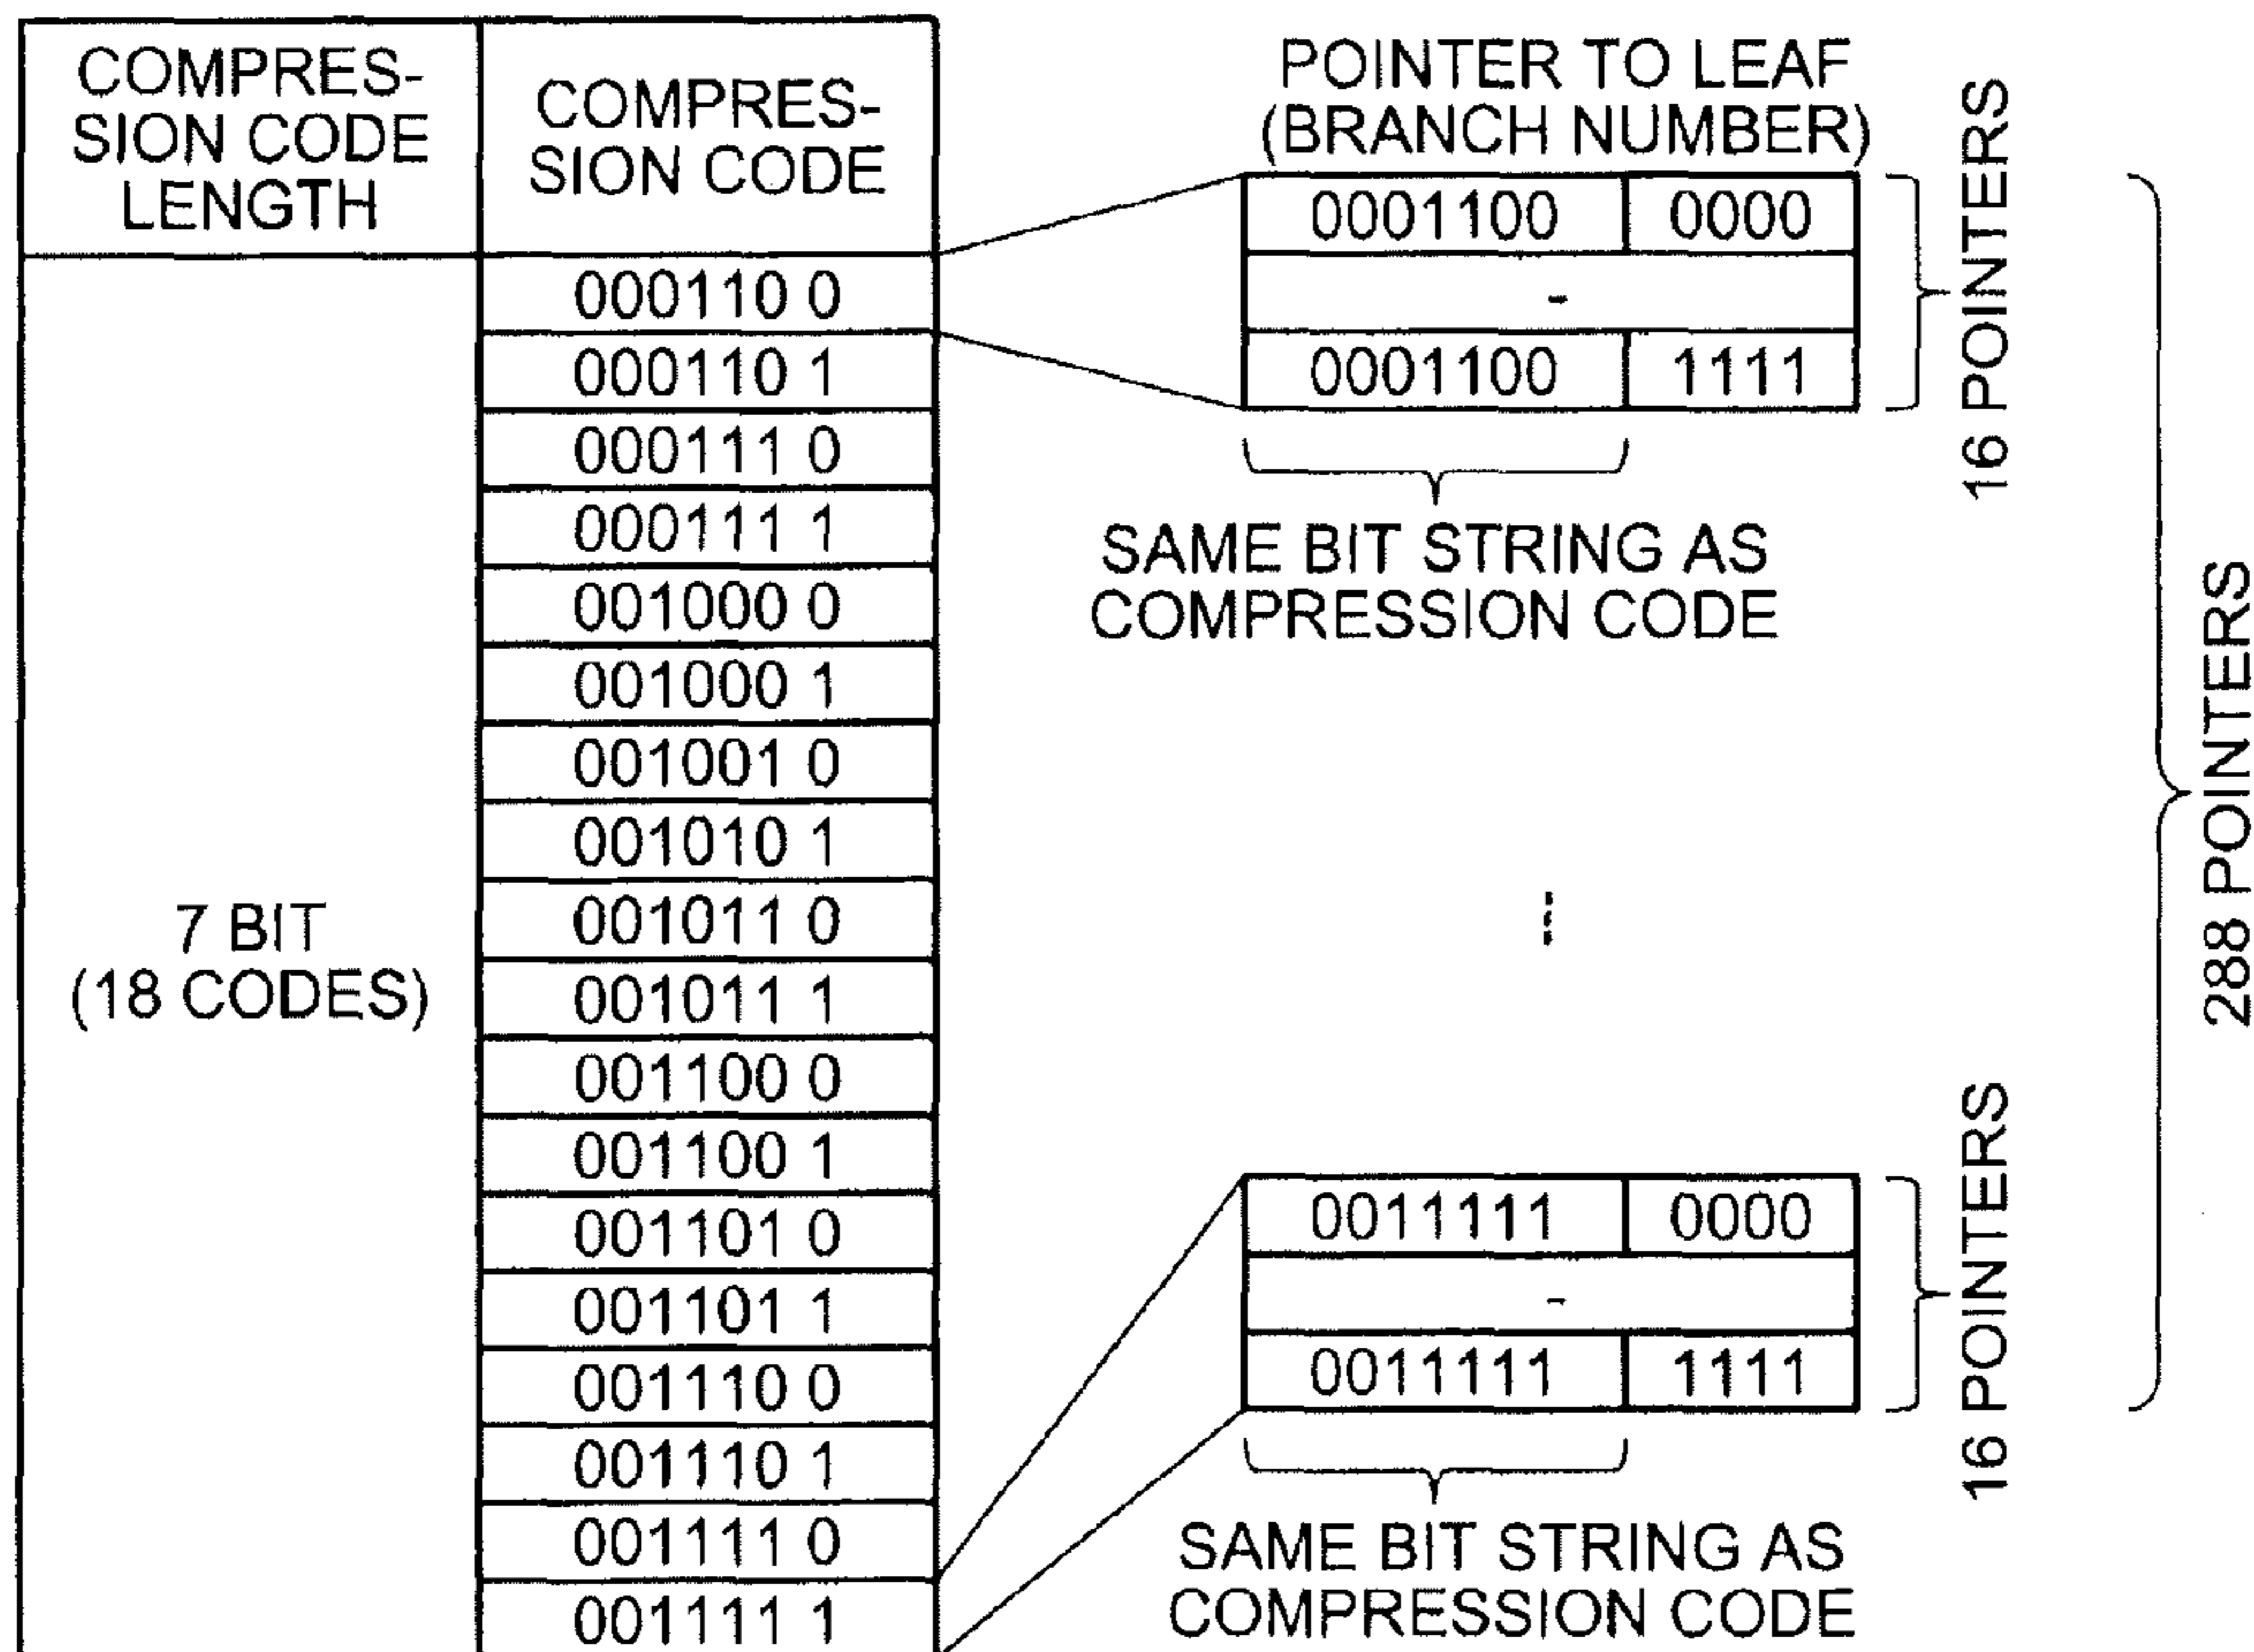 COMPRES-
SION CODE
LENGTH
COMPRES-
SION CODE
7 BIT
(18 CODES)
000110 0
000110 1
000111 0
000111 1
001000 0
001000 1
001001 0
001010 1
001011 0
001011 1
001100 0
001100 1
001101 0
001101 1
001110 0
001110 1
001111 0
001111 1
POINTER TO LEAF
(BRANCH NUMBER)
0001100 0000
-
0001100 1111
16 POINTERS
SAME BIT STRING AS
COMPRESSION CODE
0011111 0000
-
0011111 1111
16 POINTERS
SAME BIT STRING AS
COMPRESSION CODE
288 POINTERS